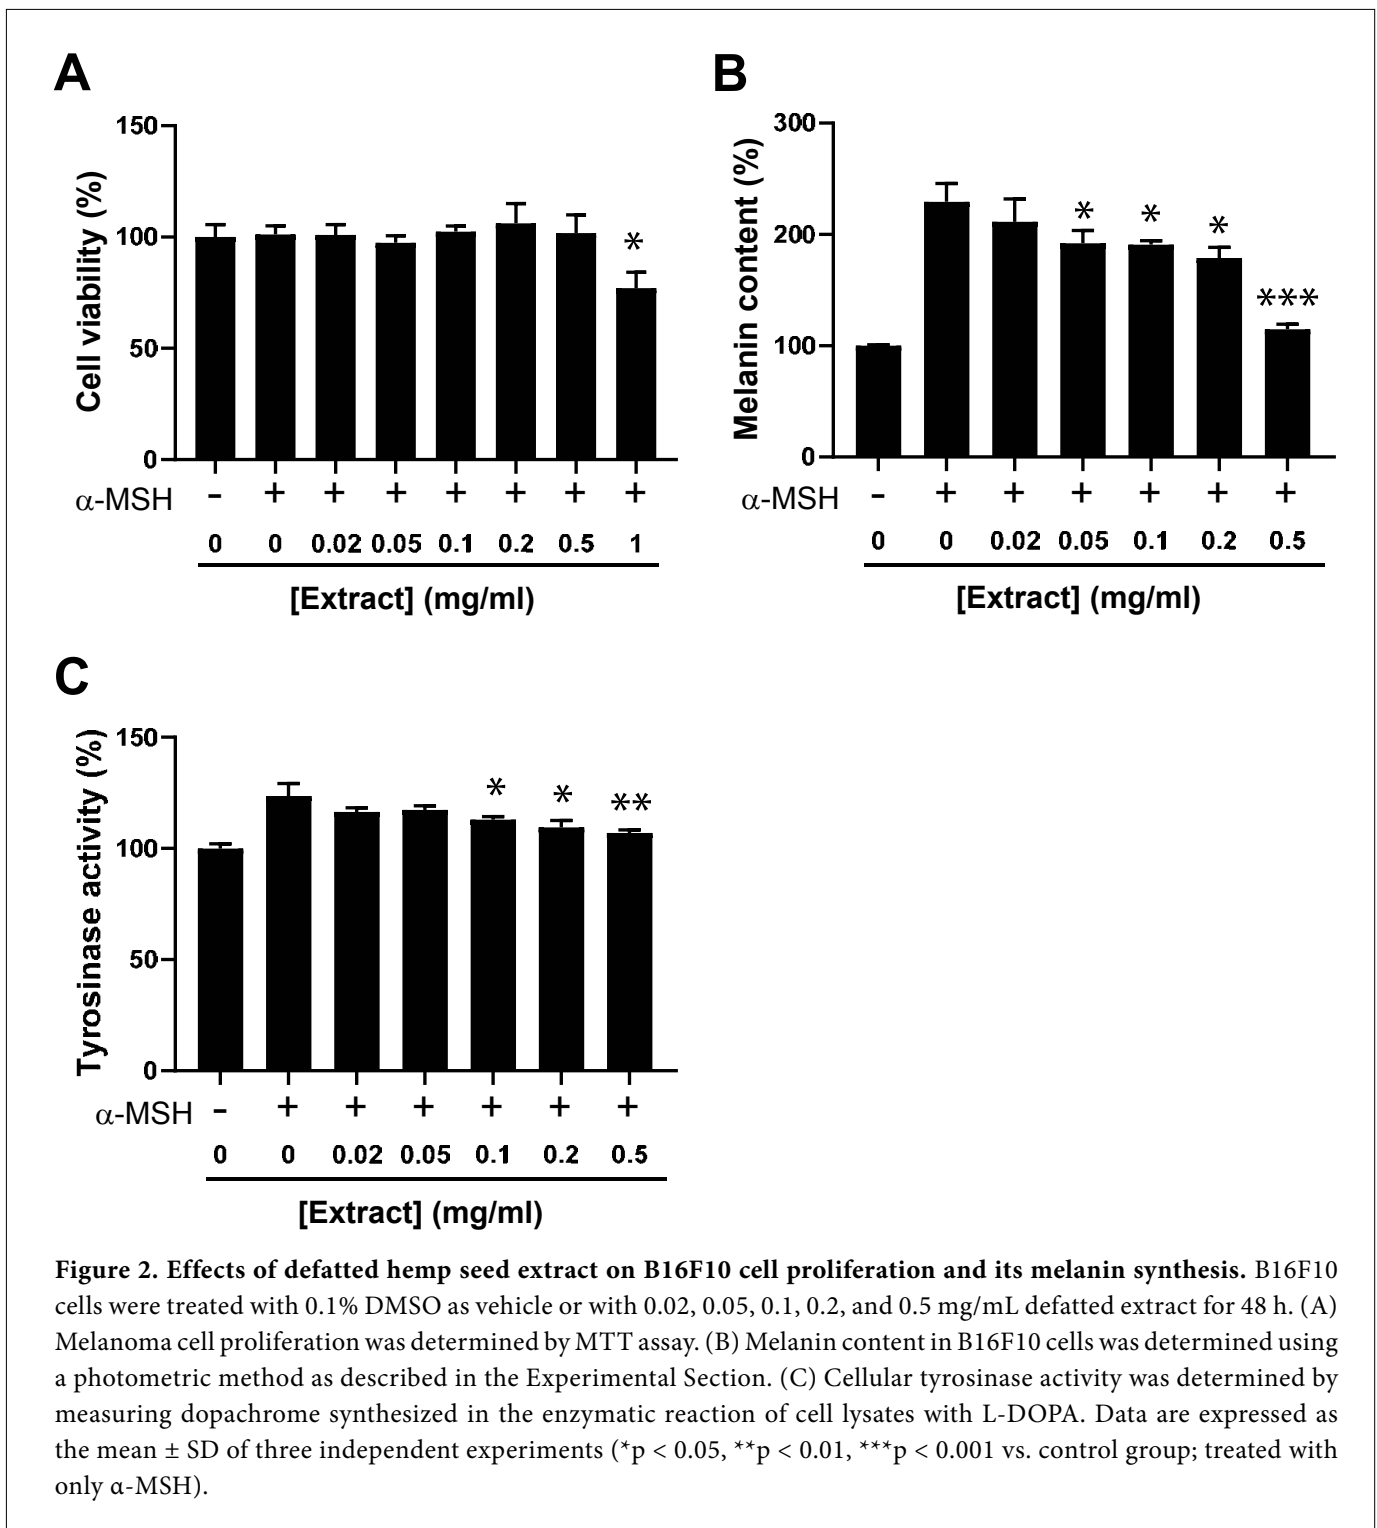 A
Cell viability (%)
150
100
50
0
*
α-MSH - + + + + + + +
0 0 0.02 0.05 0.1 0.2 0.5 1
[Extract] (mg/ml)
B
Melanin content (%)
300
200
100
0
* * * ***
α-MSH - + + + + + +
0 0 0.02 0.05 0.1 0.2 0.5
[Extract] (mg/ml)
C
Tyrosinase activity (%)
150
100
50
0
* * **
α-MSH - + + + + + +
0 0 0.02 0.05 0.1 0.2 0.5
[Extract] (mg/ml)
Figure 2. Effects of defatted hemp seed extract on B16F10 cell proliferation and its melanin synthesis. B16F10
cells were treated with 0.1% DMSO as vehicle or with 0.02, 0.05, 0.1, 0.2, and 0.5 mg/mL defatted extract for 48 h. (A)
Melanoma cell proliferation was determined by MTT assay. (B) Melanin content in B16F10 cells was determined using
a photometric method as described in the Experimental Section. (C) Cellular tyrosinase activity was determined by
measuring dopachrome synthesized in the enzymatic reaction of cell lysates with L-DOPA. Data are expressed as
the mean ± SD of three independent experiments (*p < 0.05, **p < 0.01, ***p < 0.001 vs. control group; treated with
only α-MSH).